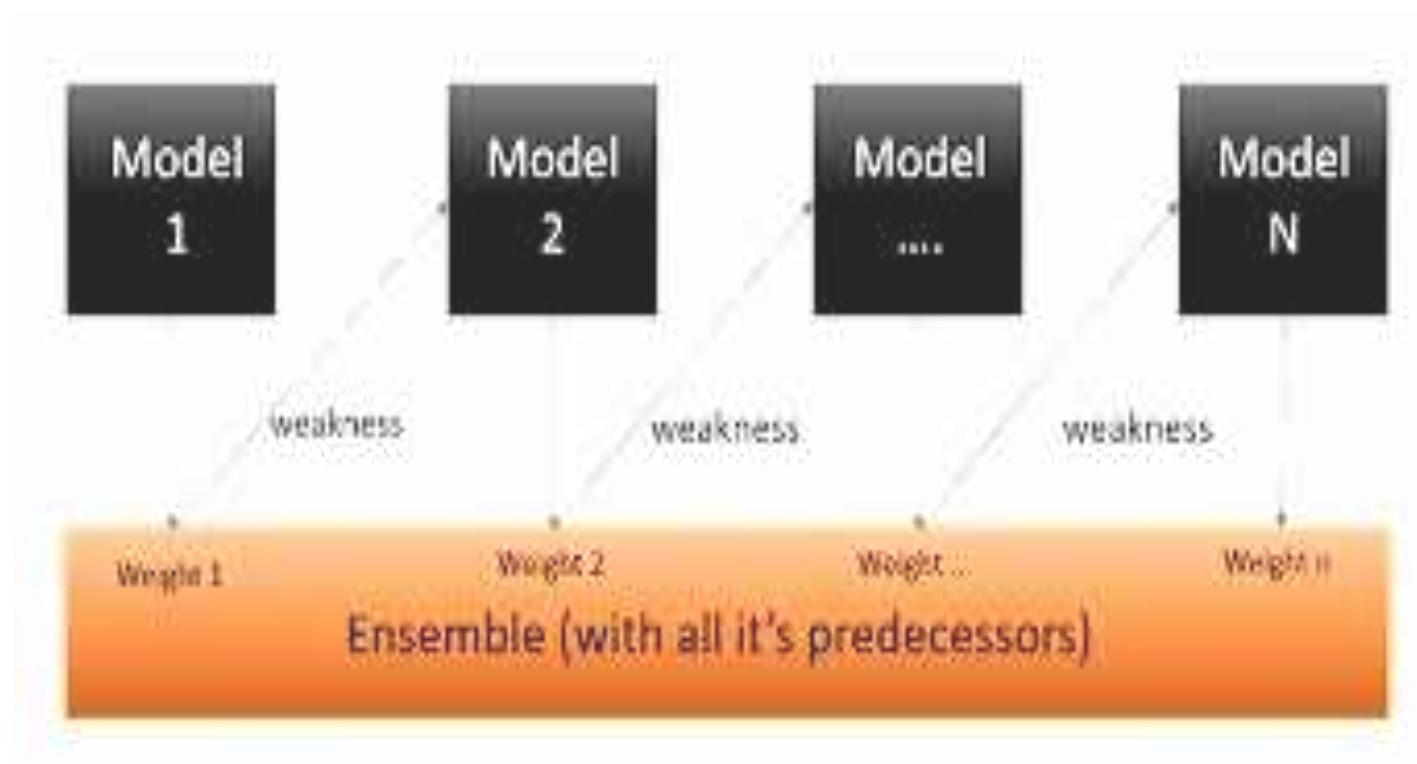 Model
1
Model
2
Model
....
Model
N
weakness
weakness
weakness
Weight 1
Weight 2
Weight ...
Weight n
Ensemble (with all it's predecessors)